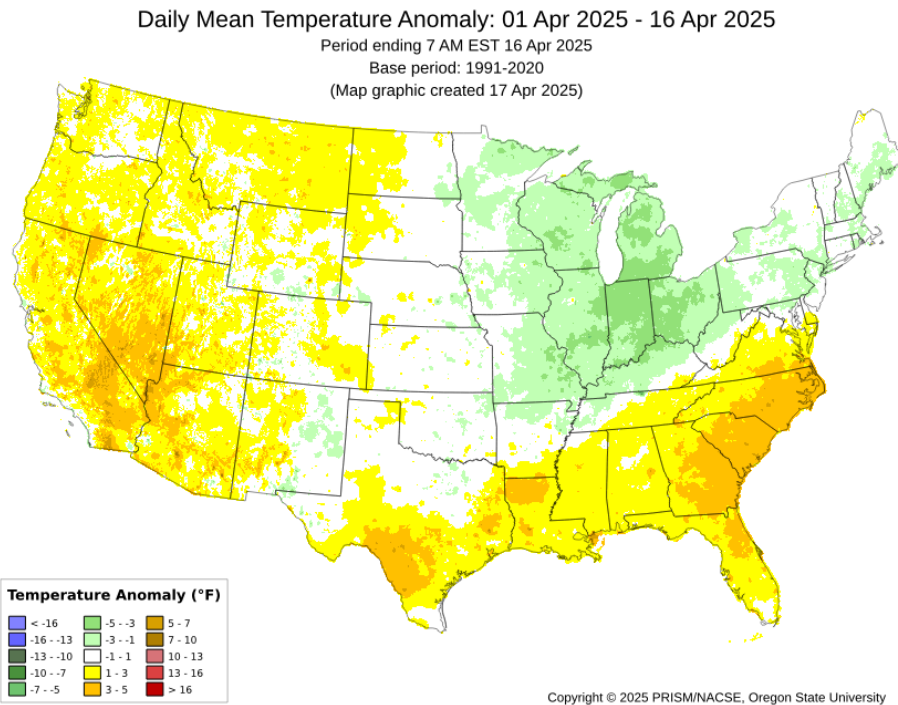 Daily Mean Temperature Anomaly: 01 Apr 2025 - 16 Apr 2025
Period ending 7 AM EST 16 Apr 2025
Base period: 1991-2020
(Map graphic created 17 Apr 2025)
Temperature Anomaly (°F)
< -16
-16 - -13
-13 - -10
-10 - -7
-7 - -5
-5 - -3
-3 - -1
-1 - 1
1 - 3
3 - 5
5 - 7
7 - 10
10 - 13
13 - 16
> 16
Copyright © 2025 PRISM/NACSE, Oregon State University